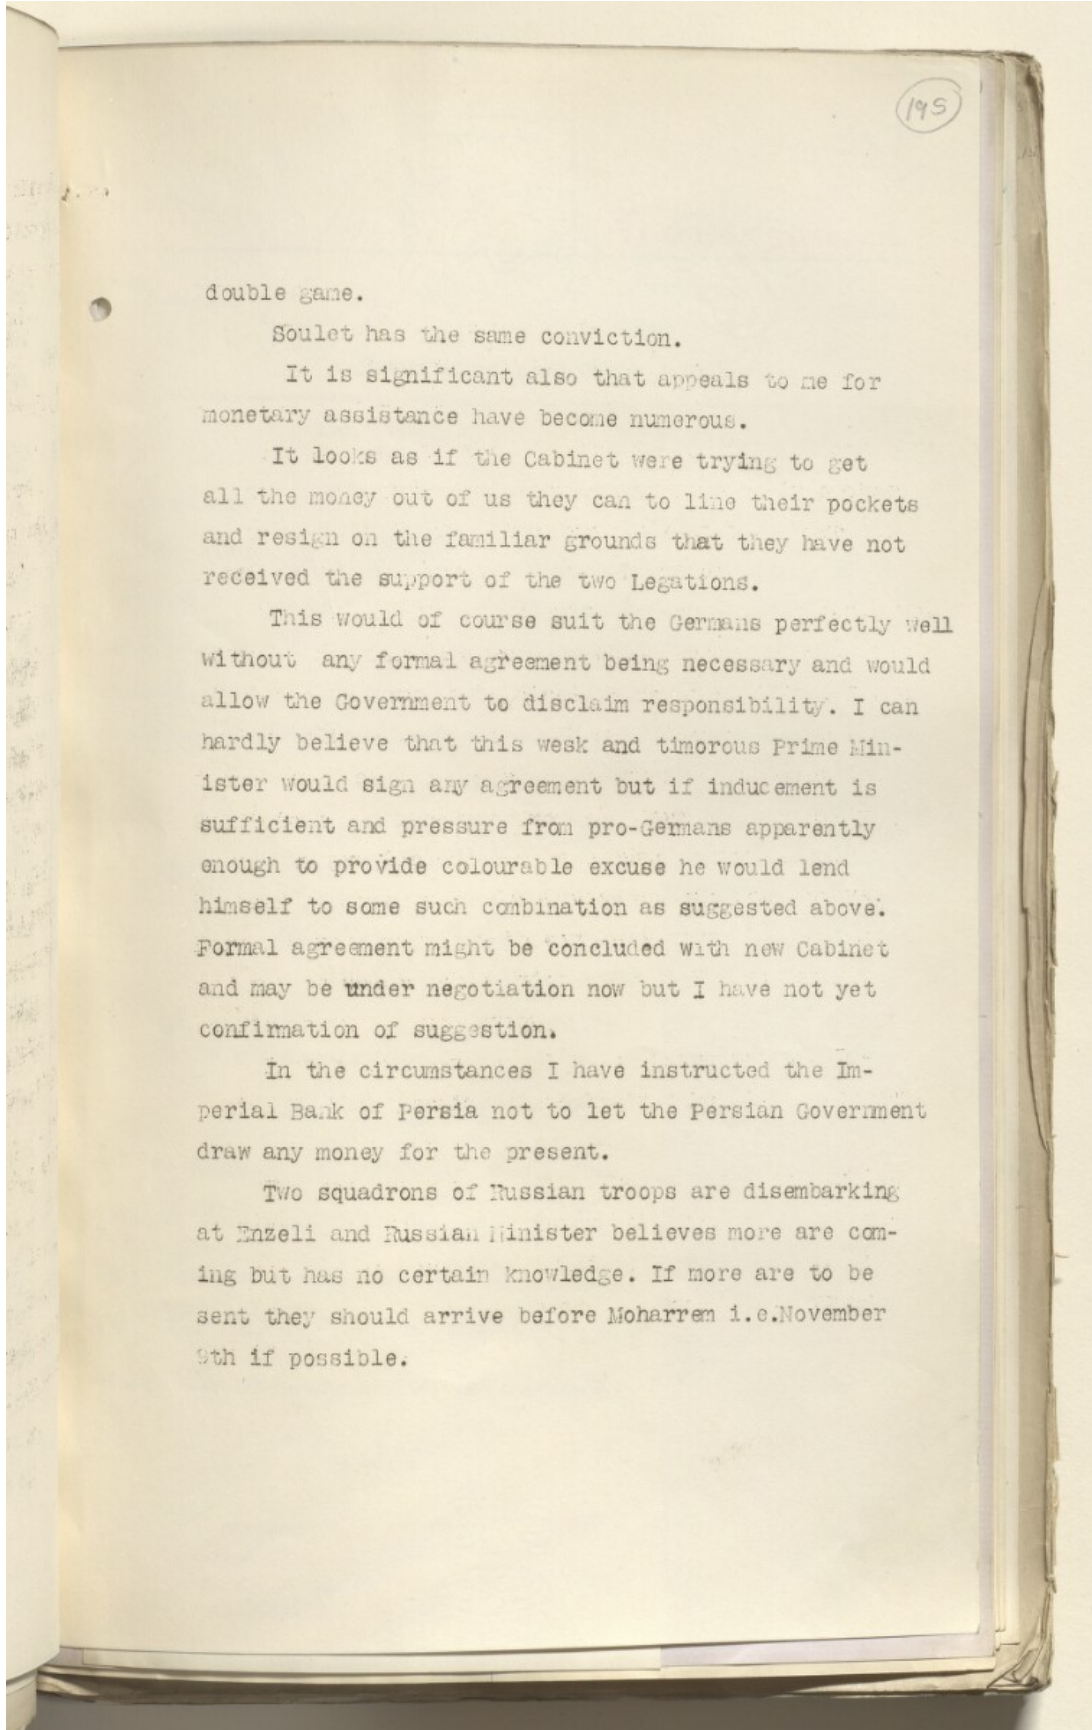 195
double game.
Soulet has the same conviction.
It is significant also that appeals to me for
monetary assistance have become numerous.
It looks as if the Cabinet were trying to get
all the money out of us they can to line their pockets
and resign on the familiar grounds that they have not
received the support of the two Legations.
This would of course suit the Germans perfectly well
without any formal agreement being necessary and would
allow the Government to disclaim responsibility. I can
hardly believe that this wesk and timorous Prime Min-
ister would sign any agreement but if inducement is
sufficient and pressure from pro-Germans apparently
enough to provide colourable excuse he would lend
himself to some such combination as suggested above.
Formal agreement might be concluded with new Cabinet
and may be under negotiation now but I have not yet
confirmation of suggestion.
In the circumstances I have instructed the Im-
perial Bank of Persia not to let the Persian Government
draw any money for the present.
Two squadrons of Russian troops are disembarking
at Enzeli and Russian Minister believes more are com-
ing but has no certain knowledge. If more are to be
sent they should arrive before Moharrem i.e.November
9th if possible.